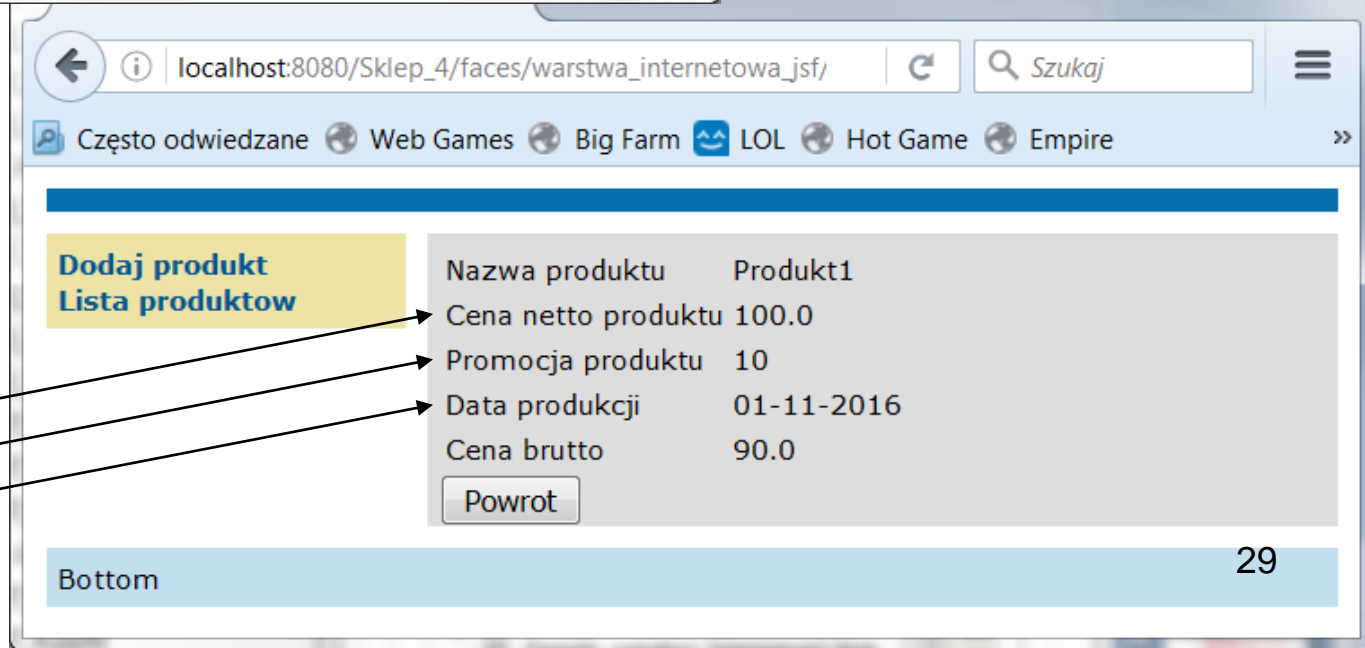 localhost:8080/Sklep_4/faces/warstwa_internetowa_jsf/
Szukaj
Często odwiedzane Web Games Big Farm LOL Hot Game Empire »
Dodaj produkt
Lista produktow
Nazwa produktu Produkt1
Cena netto produktu 100.0
Promocja produktu 10
Data produkcji 01-11-2016
Cena brutto 90.0
Powrot
29
Bottom